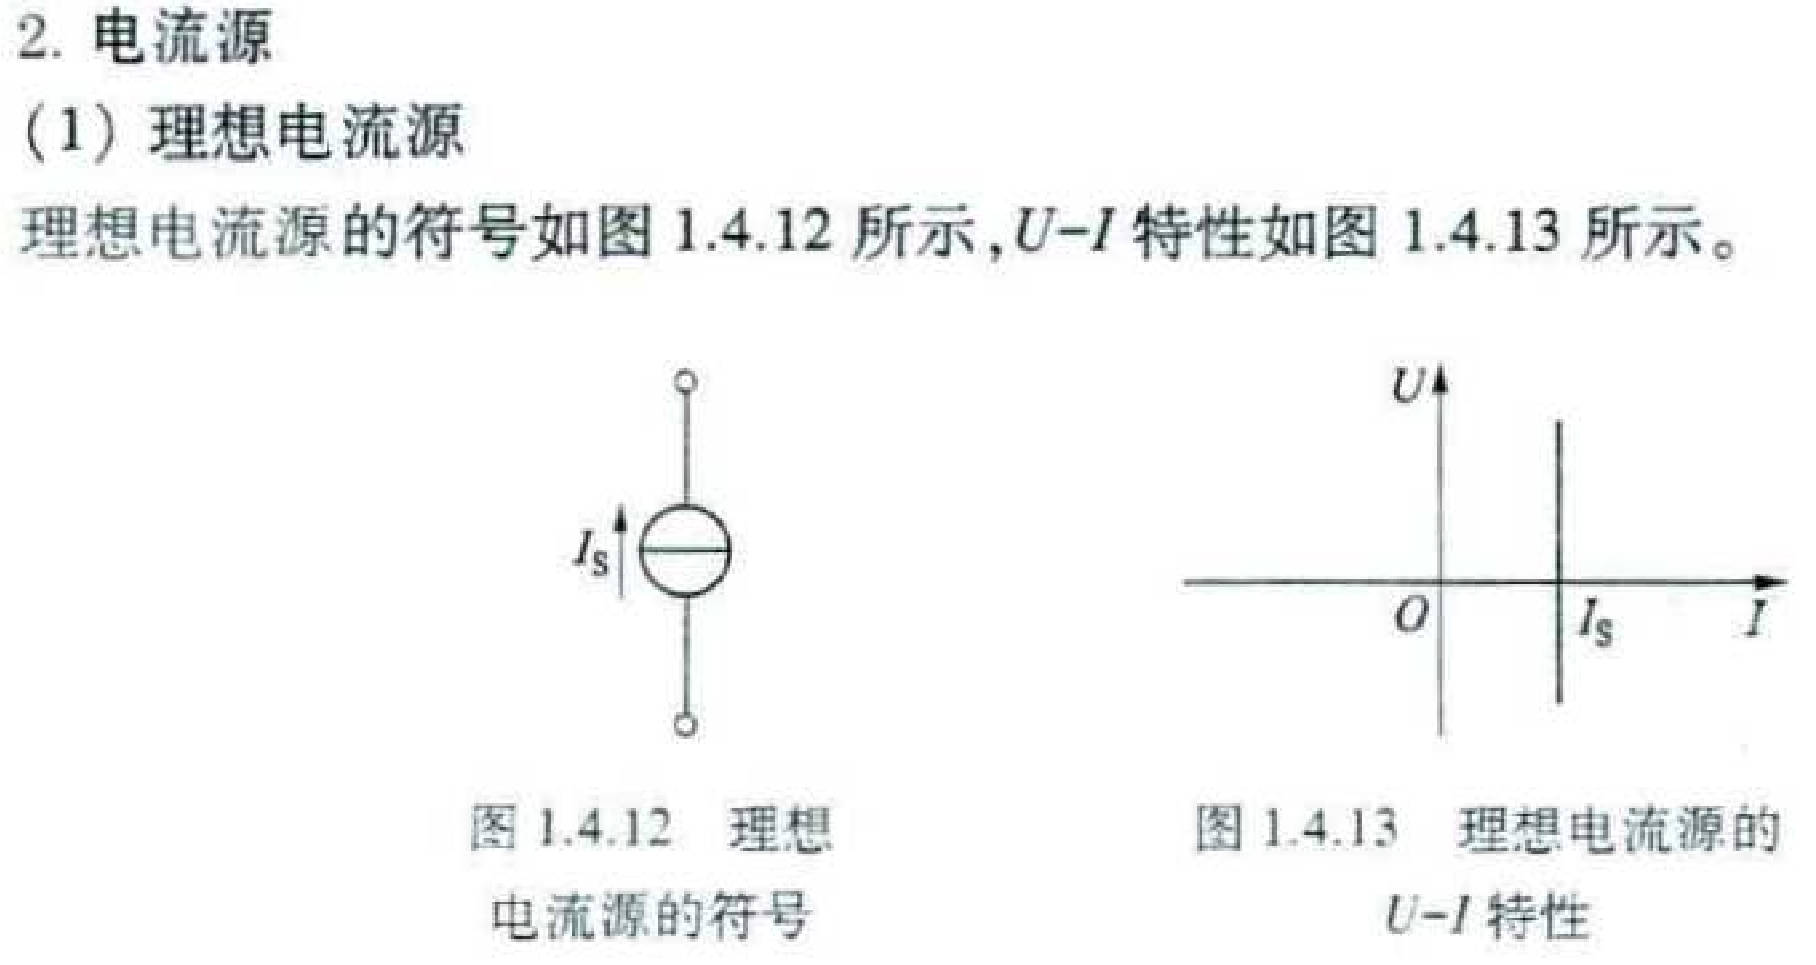 2. 电流源
(1) 理想电流源
理想电流源的符号如图 1.4.12 所示,U-I 特性如图 1.4.13 所示。
U
I_S
O
I_S
I
图 1.4.12 理想
电流源的符号
图 1.4.13 理想电流源的
U-I 特性